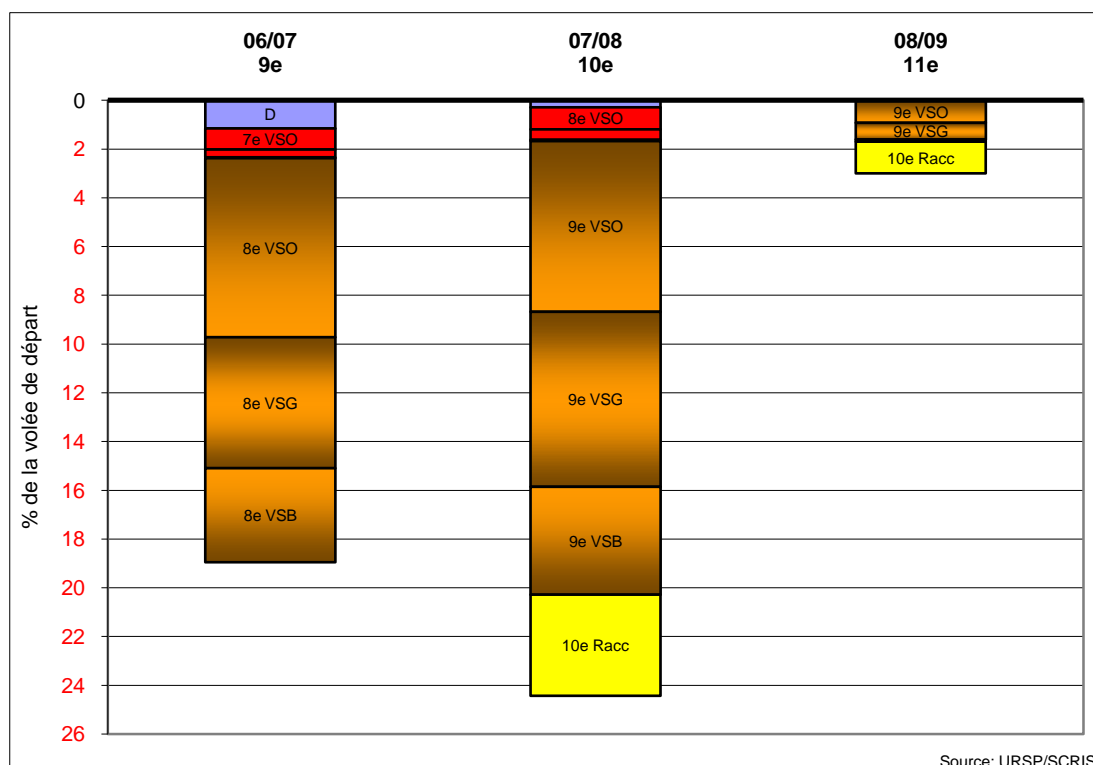 06/07
9e
07/08
10e
08/09
11e
% de la volée de départ
0
2
4
6
8
10
12
14
16
18
20
22
24
26
D
7e VSO
8e VSO
8e VSG
8e VSB
8e VSO
9e VSO
9e VSG
9e VSB
10e Racc
9e VSO
9e VSG
10e Racc
Source: URSP/SCRIS